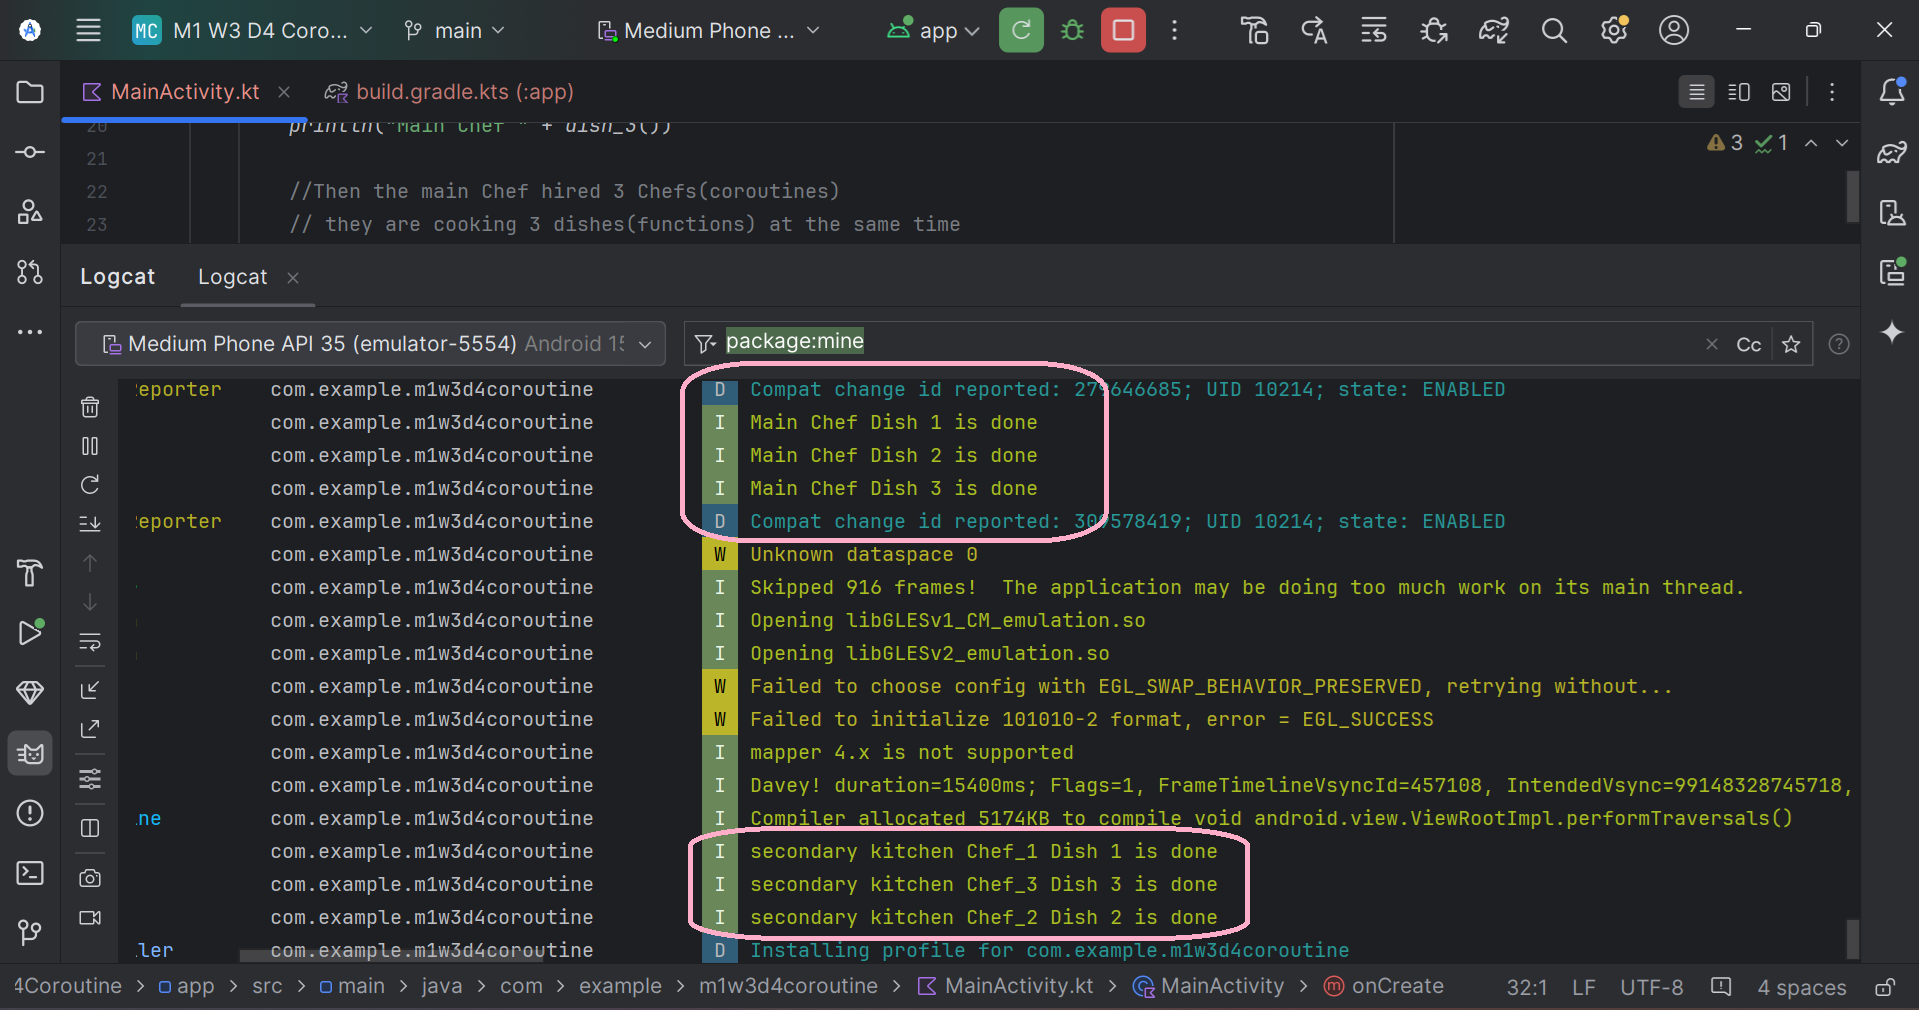 MC M1 W3 D4 Coro... main Medium Phone ... app
MainActivity.kt build.gradle.kts (:app)
20 println("Main Chef " + dish_3())
21
3 1
22 //Then the main Chef hired 3 Chefs(coroutines)
23 // they are cooking 3 dishes(functions) at the same time
Logcat Logcat
Medium Phone API 35 (emulator-5554) Android 15 package:mine Cc
Reporter com.example.m1w3d4coroutine D Compat change id reported: 279646685; UID 10214; state: ENABLED
com.example.m1w3d4coroutine I Main Chef Dish 1 is done
com.example.m1w3d4coroutine I Main Chef Dish 2 is done
com.example.m1w3d4coroutine I Main Chef Dish 3 is done
Reporter com.example.m1w3d4coroutine D Compat change id reported: 309578419; UID 10214; state: ENABLED
com.example.m1w3d4coroutine W Unknown dataspace 0
com.example.m1w3d4coroutine I Skipped 916 frames!  The application may be doing too much work on its main thread.
com.example.m1w3d4coroutine I Opening libGLESv1_CM_emulation.so
com.example.m1w3d4coroutine I Opening libGLESv2_emulation.so
com.example.m1w3d4coroutine W Failed to choose config with EGL_SWAP_BEHAVIOR_PRESERVED, retrying without...
com.example.m1w3d4coroutine W Failed to initialize 101010-2 format, error = EGL_SUCCESS
com.example.m1w3d4coroutine I mapper 4.x is not supported
com.example.m1w3d4coroutine I Davey! duration=15400ms; Flags=1, FrameTimelineVsyncId=457108, IntendedVsync=99148328745718,
ine com.example.m1w3d4coroutine I Compiler allocated 5174KB to compile void android.view.ViewRootImpl.performTraversals()
com.example.m1w3d4coroutine I secondary kitchen Chef_1 Dish 1 is done
com.example.m1w3d4coroutine I secondary kitchen Chef_3 Dish 3 is done
com.example.m1w3d4coroutine I secondary kitchen Chef_2 Dish 2 is done
ler com.example.m1w3d4coroutine D Installing profile for com.example.m1w3d4coroutine
4Coroutine > app > src > main > java > com > example > m1w3d4coroutine > MainActivity.kt > MainActivity > onCreate 32:1 LF UTF-8 4 spaces